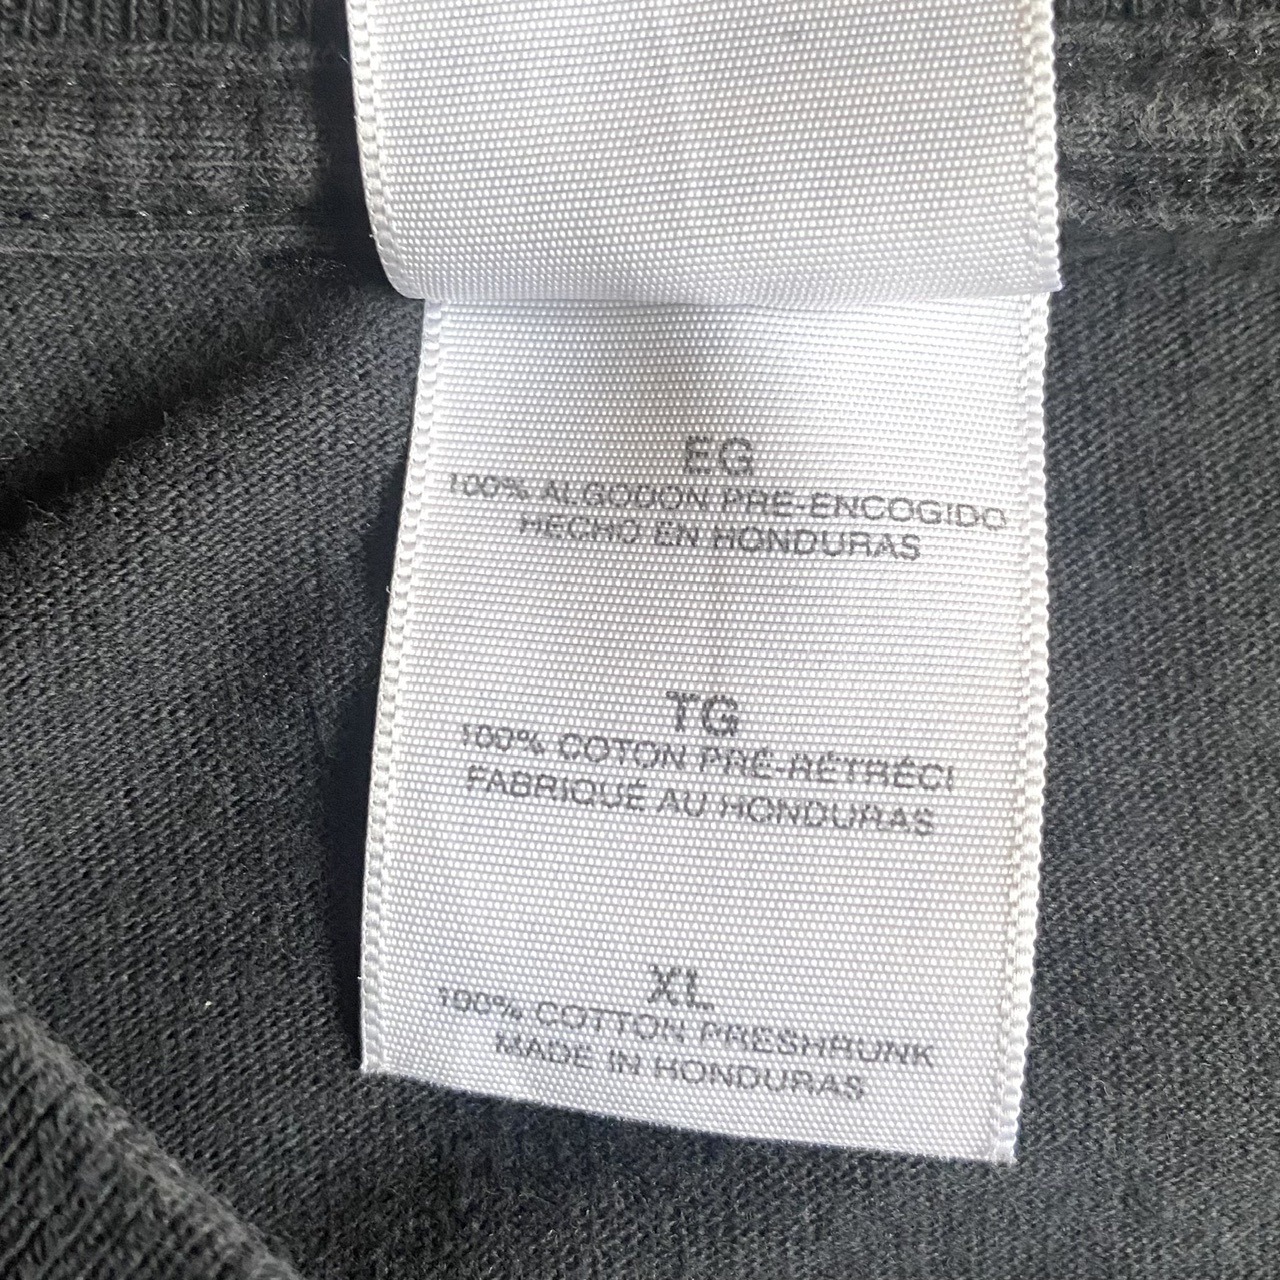 EG
100% ALGODON PRE-ENCOGIDO
HECHO EN HONDURAS
TG
100% COTON PRÉ-RÉTRÉCI
FABRIQUÉ AU HONDURAS
XL
100% COTTON PRESHRUNK
MADE IN HONDURAS